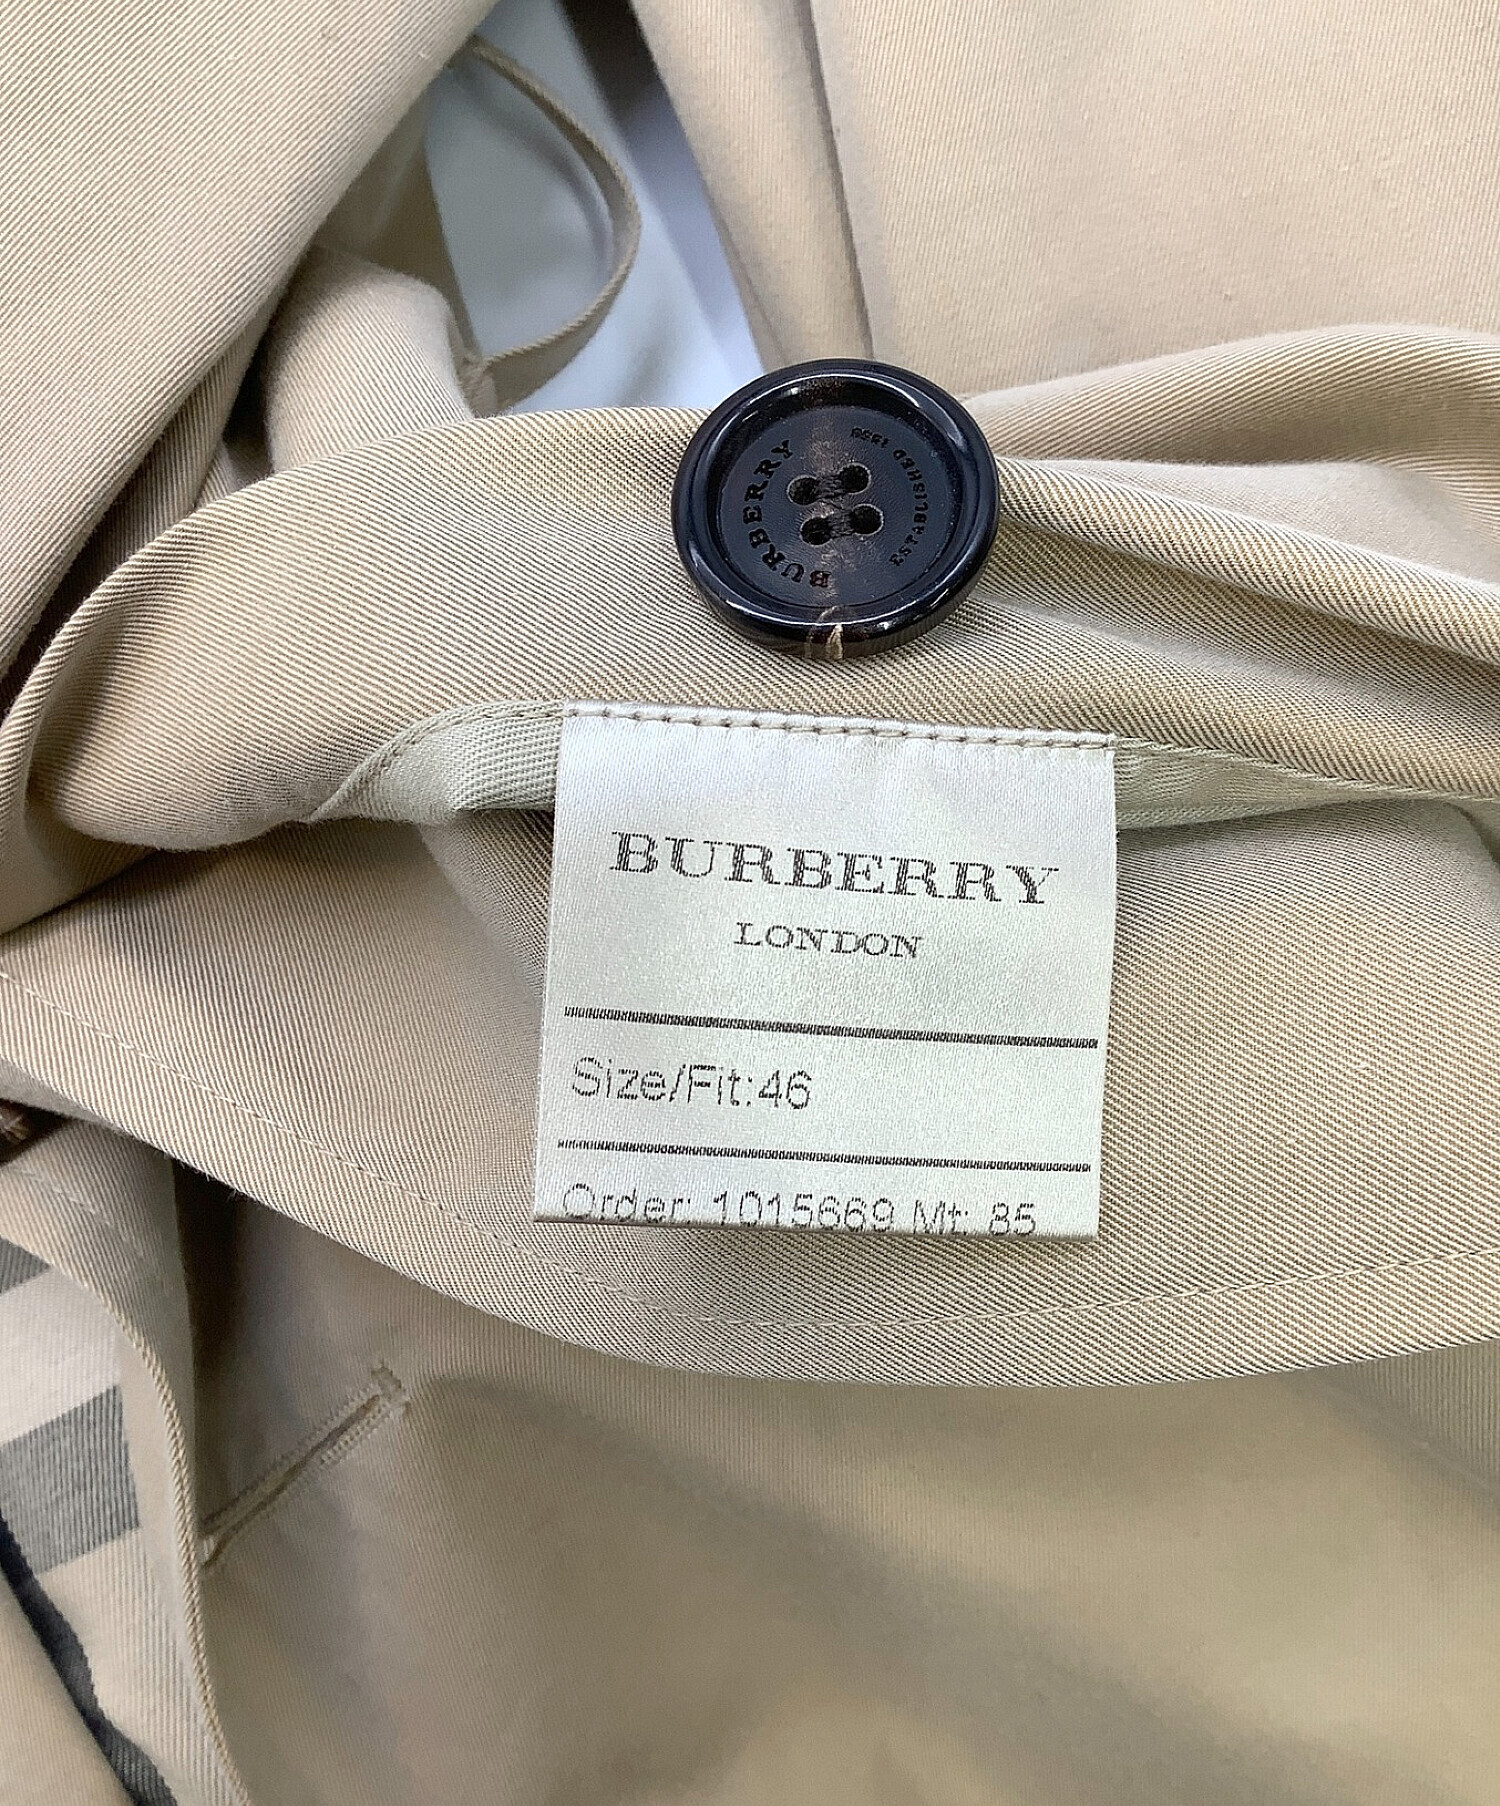 BURBERRY
ESTABLISHED 1856
BURBERRY
LONDON
Size/Fit:46
Order: 1015669 Mt: 85